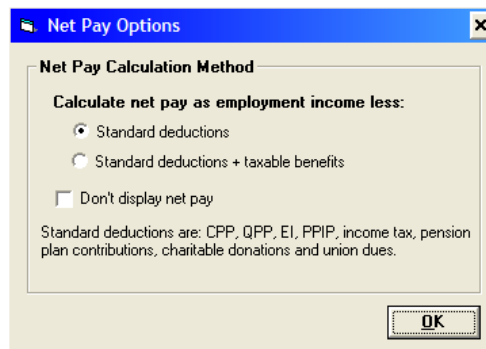 Net Pay Options
Net Pay Calculation Method
Calculate net pay as employment income less:
Standard deductions
Standard deductions + taxable benefits
Don't display net pay
Standard deductions are: CPP, QPP, EI, PPIP, income tax, pension
plan contributions, charitable donations and union dues.
OK